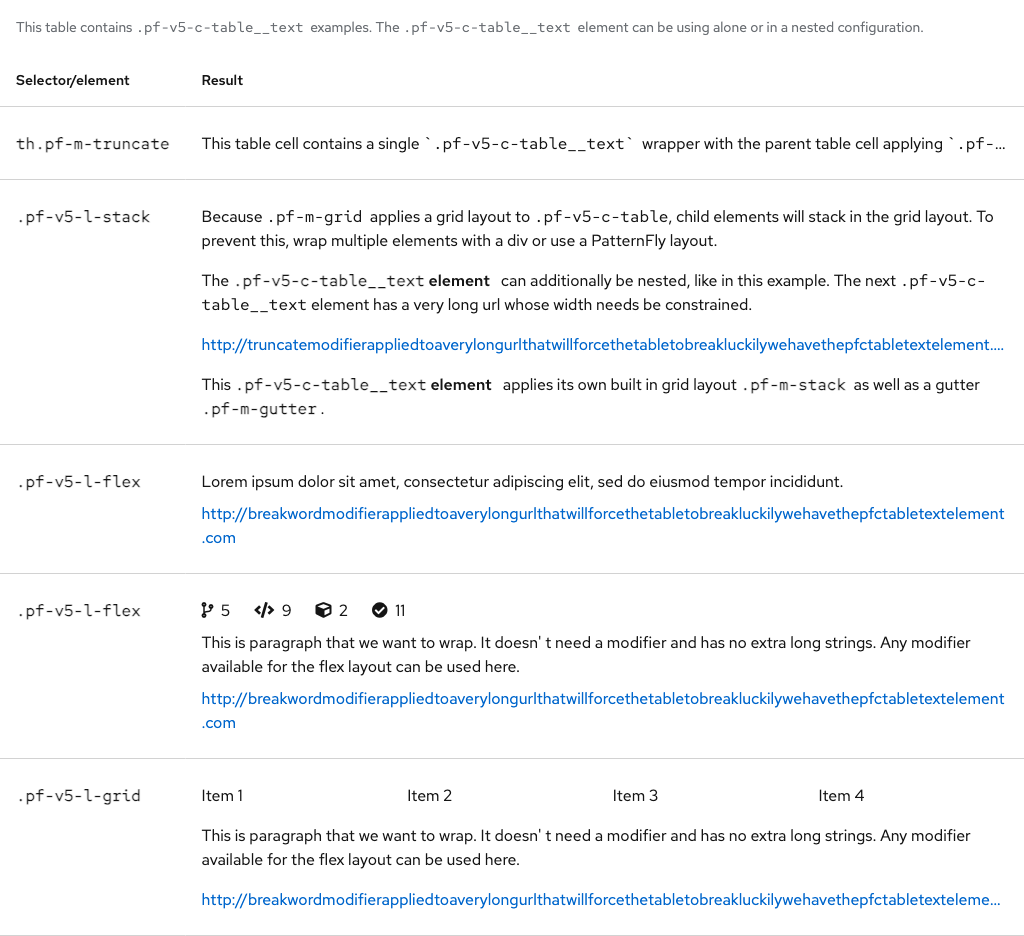 This table contains .pf-v5-c-table__text examples. The .pf-v5-c-table__text element can be using alone or in a nested configuration.
Selector/element Result
th.pf-m-truncate This table cell contains a single `.pf-v5-c-table__text` wrapper with the parent table cell applying `.pf-...
.pf-v5-l-stack Because .pf-m-grid applies a grid layout to .pf-v5-c-table, child elements will stack in the grid layout. To
prevent this, wrap multiple elements with a div or use a PatternFly layout.
The .pf-v5-c-table__text element can additionally be nested, like in this example. The next .pf-v5-c-
table__text element has a very long url whose width needs be constrained.
http://truncatemodifierappliedtoaverylongurlthatwillforcethetabletobreakluckilywehavethepfctabletextelement....
This .pf-v5-c-table__text element applies its own built in grid layout .pf-m-stack as well as a gutter
.pf-m-gutter.
.pf-v5-l-flex Lorem ipsum dolor sit amet, consectetur adipiscing elit, sed do eiusmod tempor incididunt.
http://breakwordmodifierappliedtoaverylongurlthatwillforcethetabletobreakluckilywehavethepfctabletextelement
.com
.pf-v5-l-flex 5 9 2 11
This is paragraph that we want to wrap. It doesn' t need a modifier and has no extra long strings. Any modifier
available for the flex layout can be used here.
http://breakwordmodifierappliedtoaverylongurlthatwillforcethetabletobreakluckilywehavethepfctabletextelement
.com
.pf-v5-l-grid Item 1 Item 2 Item 3 Item 4
This is paragraph that we want to wrap. It doesn' t need a modifier and has no extra long strings. Any modifier
available for the flex layout can be used here.
http://breakwordmodifierappliedtoaverylongurlthatwillforcethetabletobreakluckilywehavethepfctabletexteleme...